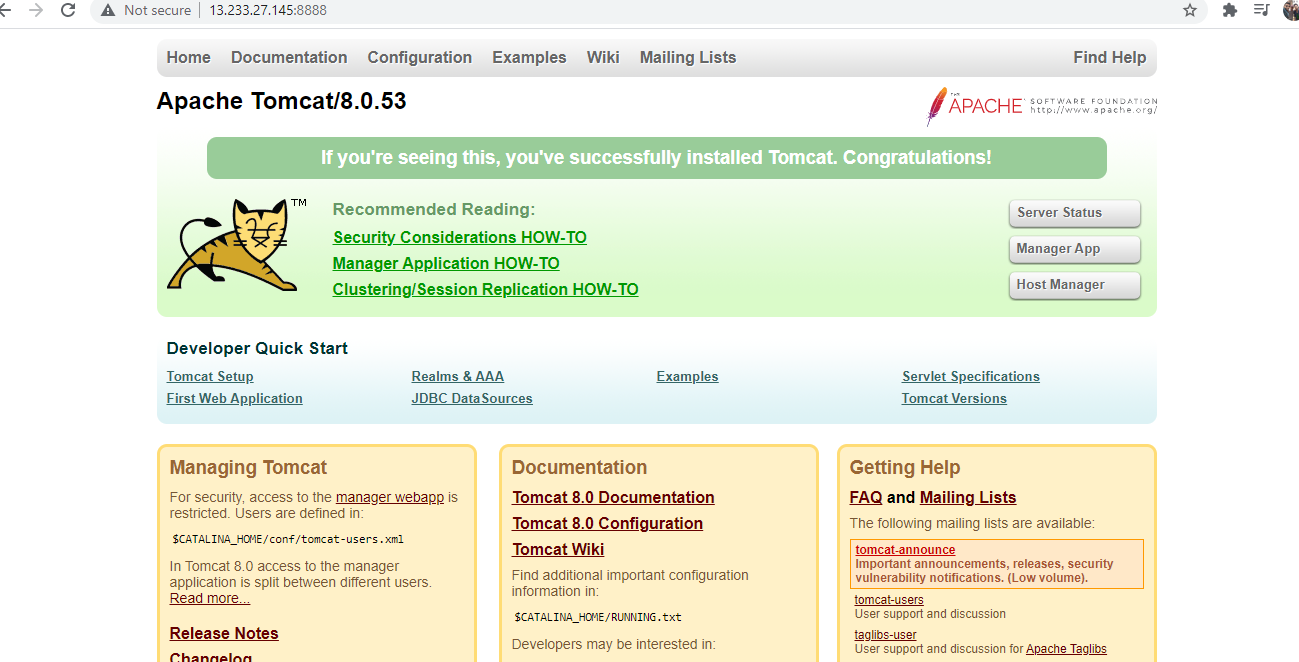 Not secure 13.233.27.145:8888
Home Documentation Configuration Examples Wiki Mailing Lists Find Help
Apache Tomcat/8.0.53
THE APACHE® SOFTWARE FOUNDATION
http://www.apache.org/
If you're seeing this, you've successfully installed Tomcat. Congratulations!
TM
Recommended Reading:
Security Considerations HOW-TO
Manager Application HOW-TO
Clustering/Session Replication HOW-TO
Server Status
Manager App
Host Manager
Developer Quick Start
Tomcat Setup
First Web Application
Realms & AAA
JDBC DataSources
Examples
Servlet Specifications
Tomcat Versions
Managing Tomcat
For security, access to the manager webapp is
restricted. Users are defined in:
$CATALINA_HOME/conf/tomcat-users.xml
In Tomcat 8.0 access to the manager
application is split between different users.
Read more...
Release Notes
Changelog
Documentation
Tomcat 8.0 Documentation
Tomcat 8.0 Configuration
Tomcat Wiki
Find additional important configuration
information in:
$CATALINA_HOME/RUNNING.txt
Developers may be interested in:
Getting Help
FAQ and Mailing Lists
The following mailing lists are available:
tomcat-announce
Important announcements, releases, security
vulnerability notifications. (Low volume).
tomcat-users
User support and discussion
taglibs-user
User support and discussion for Apache Taglibs